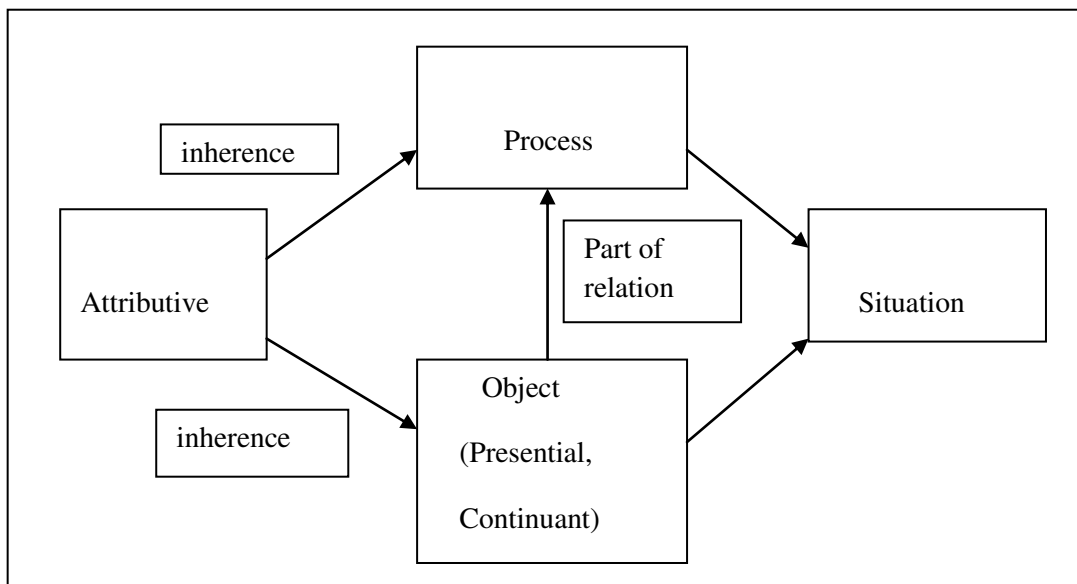 Process
inherence
Part of
relation
Attributive
Situation
Object
(Presential,
Continuant)
inherence